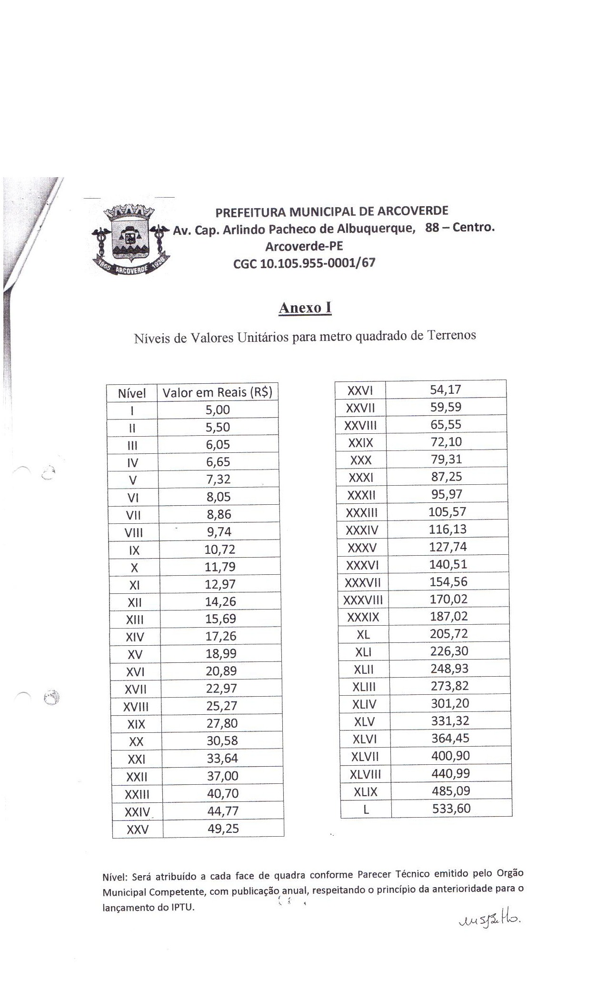 PREFEITURA MUNICIPAL DE ARCOVERDE
Av. Cap. Arlindo Pacheco de Albuquerque, 88 – Centro.
Arcoverde-PE
CGC 10.105.955-0001/67
1865 ARCOVERDE 1928
Anexo I
Níveis de Valores Unitários para metro quadrado de Terrenos
Nível Valor em Reais (R$)
I 5,00
II 5,50
III 6,05
IV 6,65
V 7,32
VI 8,05
VII 8,86
VIII 9,74
IX 10,72
X 11,79
XI 12,97
XII 14,26
XIII 15,69
XIV 17,26
XV 18,99
XVI 20,89
XVII 22,97
XVIII 25,27
XIX 27,80
XX 30,58
XXI 33,64
XXII 37,00
XXIII 40,70
XXIV 44,77
XXV 49,25
XXVI 54,17
XXVII 59,59
XXVIII 65,55
XXIX 72,10
XXX 79,31
XXXI 87,25
XXXII 95,97
XXXIII 105,57
XXXIV 116,13
XXXV 127,74
XXXVI 140,51
XXXVII 154,56
XXXVIII 170,02
XXXIX 187,02
XL 205,72
XLI 226,30
XLII 248,93
XLIII 273,82
XLIV 301,20
XLV 331,32
XLVI 364,45
XLVII 400,90
XLVIII 440,99
XLIX 485,09
L 533,60
Nível: Será atribuído a cada face de quadra conforme Parecer Técnico emitido pelo Orgão
Municipal Competente, com publicação anual, respeitando o princípio da anterioridade para o
lançamento do IPTU.